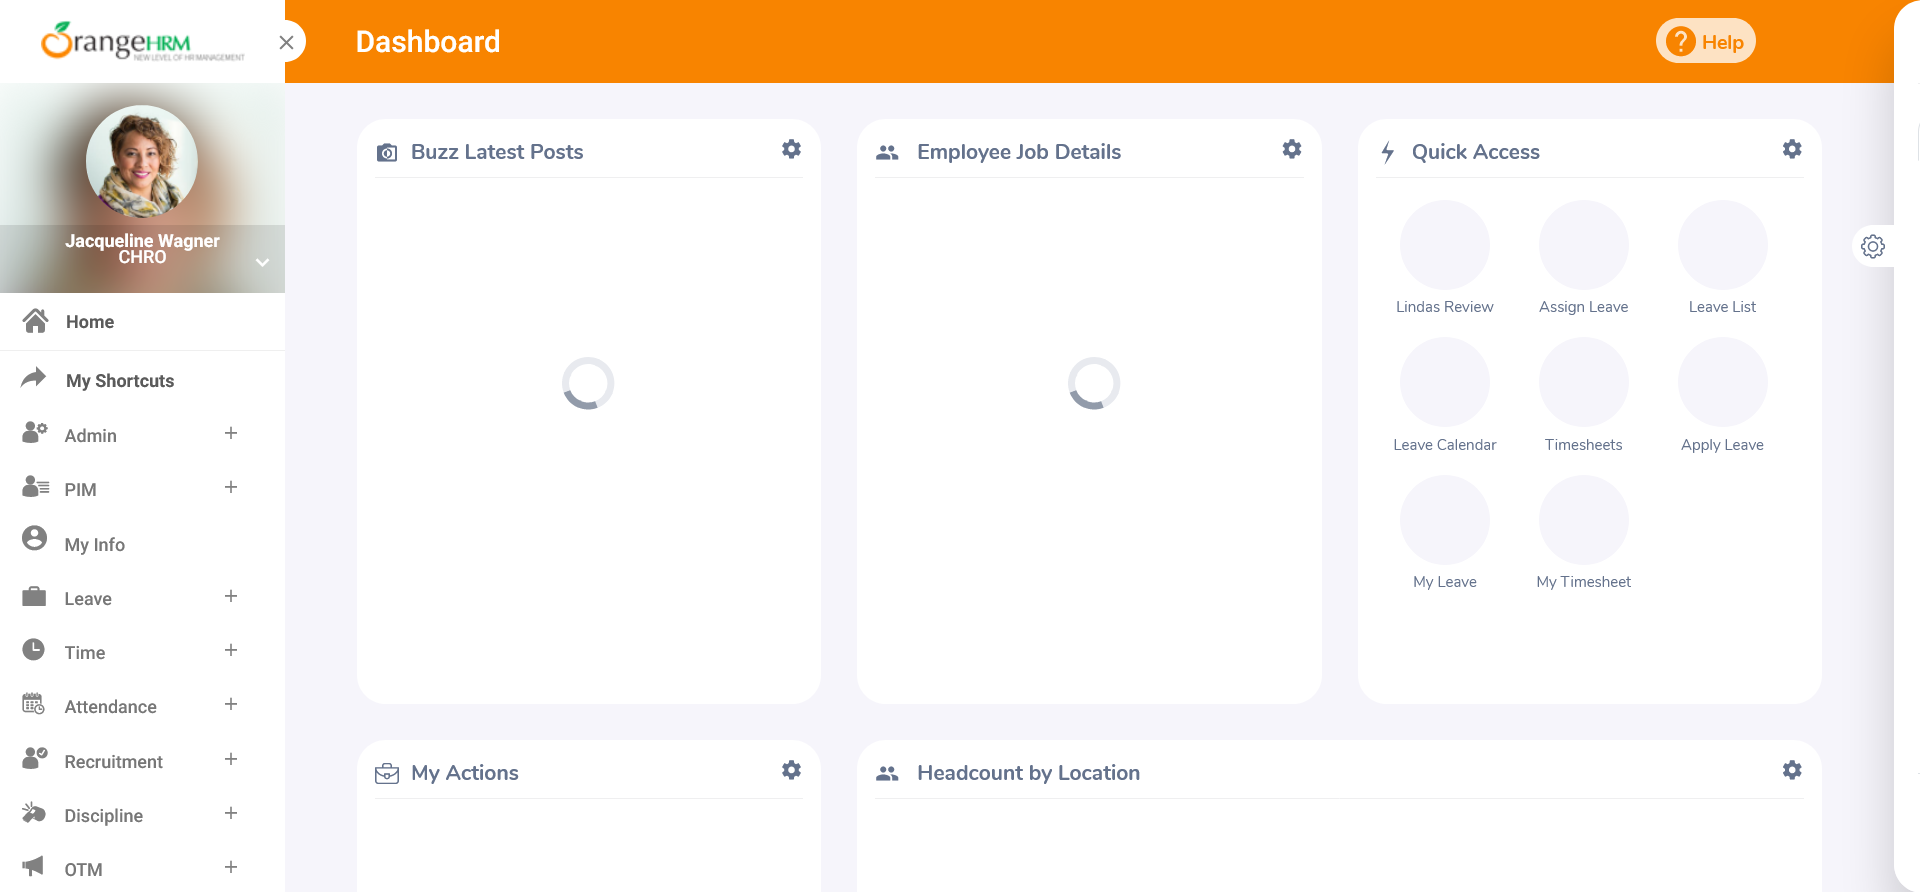 OrangeHRM
NEW LEVEL OF HR MANAGEMENT
Dashboard
Help
Jacqueline Wagner
CHRO
Home
My Shortcuts
Admin
PIM
My Info
Leave
Time
Attendance
Recruitment
Discipline
OTM
Buzz Latest Posts
Employee Job Details
Quick Access
Lindas Review
Assign Leave
Leave List
Leave Calendar
Timesheets
Apply Leave
My Leave
My Timesheet
My Actions
Headcount by Location